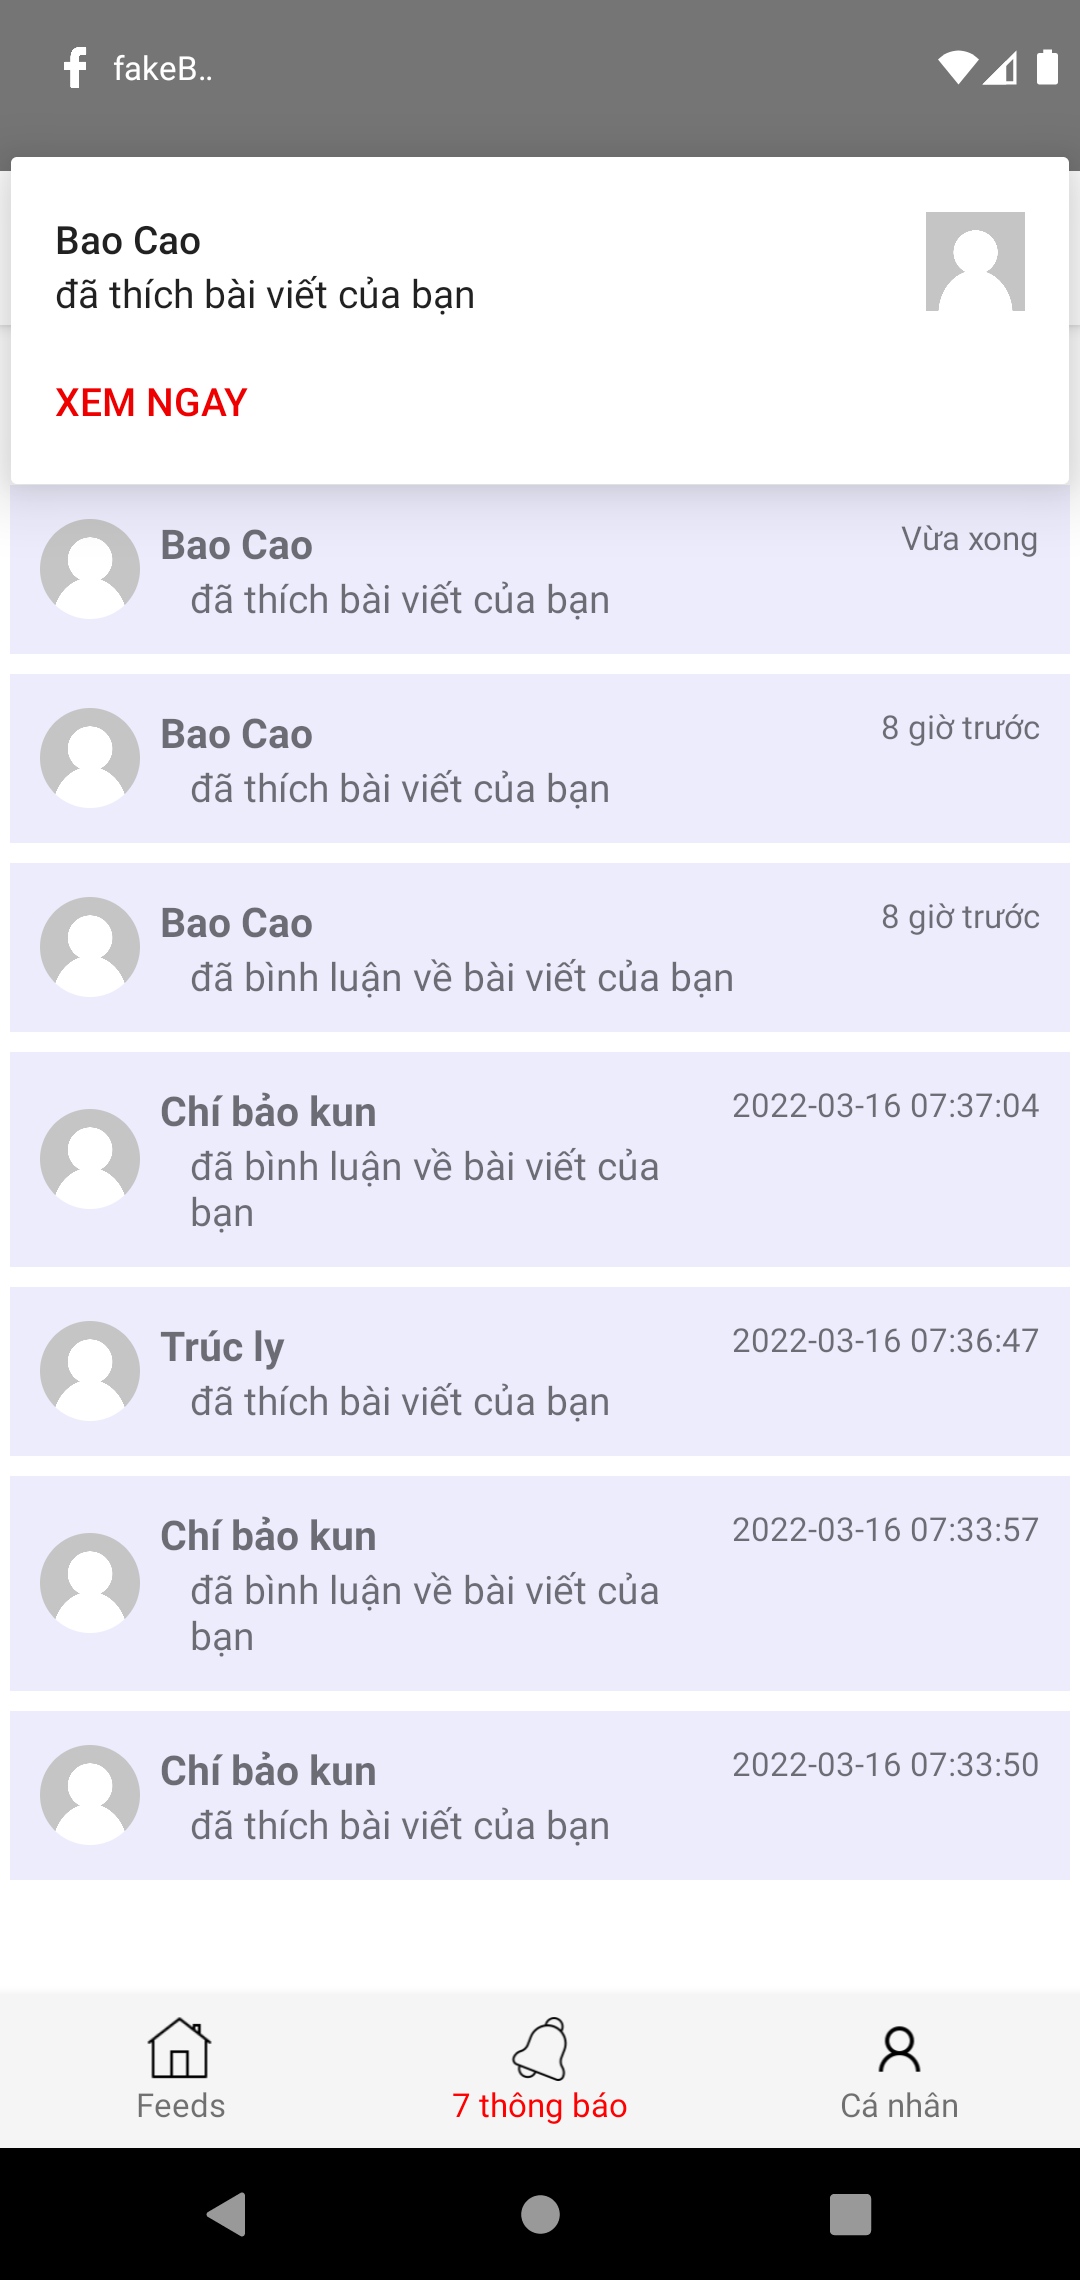 fakeB..
Bao Cao
đã thích bài viết của bạn
XEM NGAY
Bao Cao
Vừa xong
đã thích bài viết của bạn
Bao Cao
8 giờ trước
đã thích bài viết của bạn
Bao Cao
8 giờ trước
đã bình luận về bài viết của bạn
Chí bảo kun
2022-03-16 07:37:04
đã bình luận về bài viết của
bạn
Trúc ly
2022-03-16 07:36:47
đã thích bài viết của bạn
Chí bảo kun
2022-03-16 07:33:57
đã bình luận về bài viết của
bạn
Chí bảo kun
2022-03-16 07:33:50
đã thích bài viết của bạn
Feeds
7 thông báo
Cá nhân